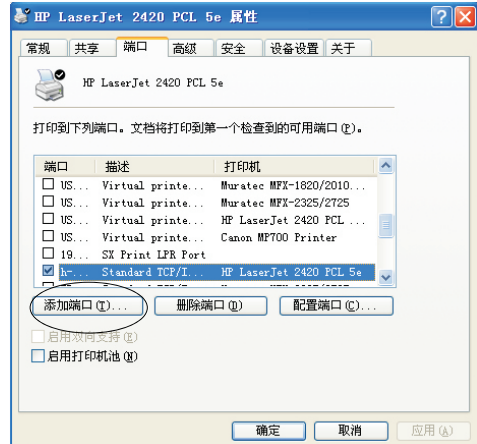 HP LaserJet 2420 PCL 5e 属性
常规 共享 端口 高级 安全 设备设置 关于
HP LaserJet 2420 PCL 5e
打印到下列端口。文档将打印到第一个检查到的可用端口(P)。
端口 描述 打印机
US... Virtual printe... Muratec MFX-1820/2010...
US... Virtual printe... Muratec MFX-2325/2725
US... Virtual printe... HP LaserJet 2420 PCL ...
US... Virtual printe... Canon MP700 Printer
19... SX Print LPR Port
h-... Standard TCP/I... HP LaserJet 2420 PCL 5e
添加端口(T)... 删除端口(D) 配置端口(C)...
启用双向支持(E)
启用打印机池(N)
确定 取消 应用(A)